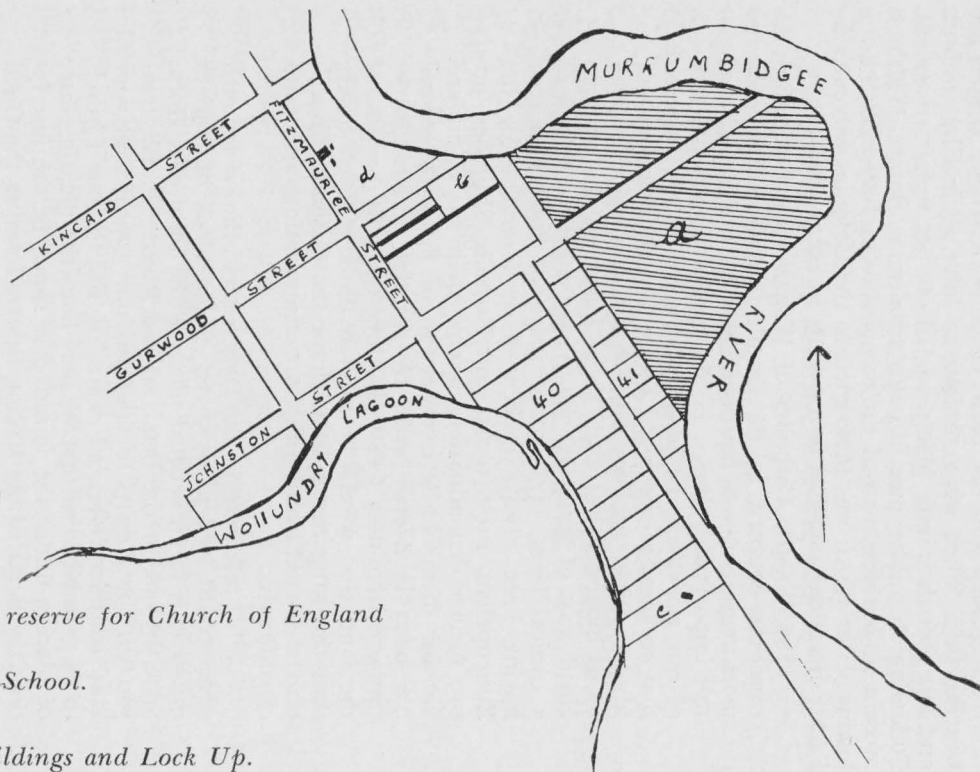 MURRUMBIDGEE
RIVER
KINCAID STREET
FITZMAURICE STREET
GURWOOD STREET
JOHNSTON STREET
WOllUNDRY LAGOON
d
b
a
40
41
c
reserve for Church of England
School.
ildings and Lock Up.